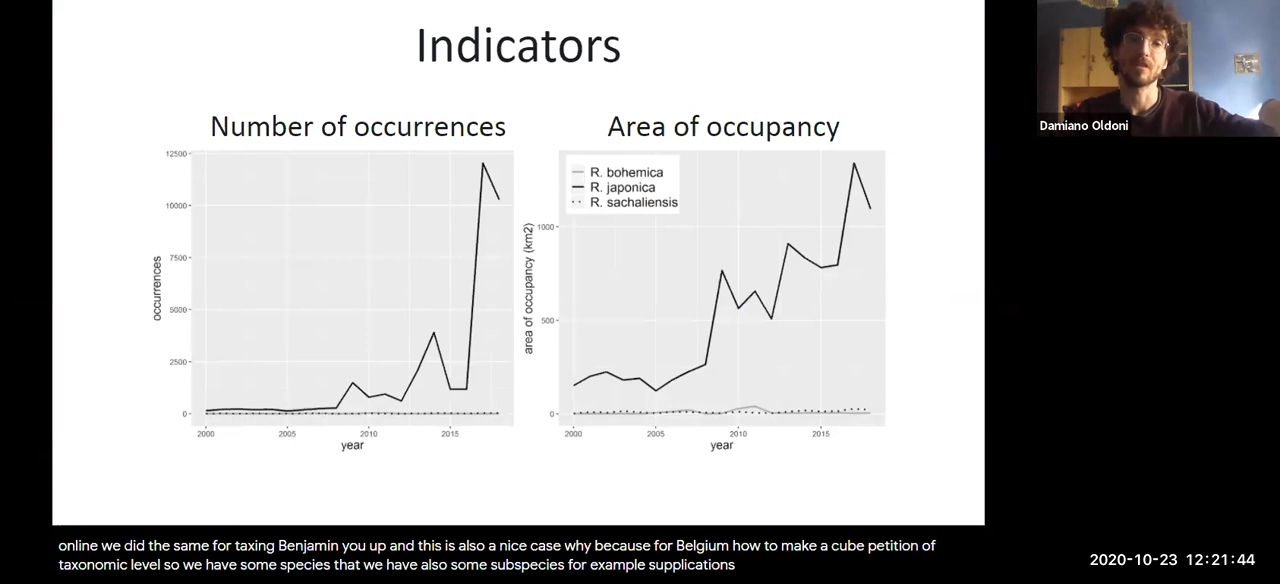 Indicators
Number of occurrences
Area of occupancy
12500
10000
7500
5000
2500
0
occurrences
2000
2005
2010
2015
year
R. bohemica
R. japonica
R. sachaliensis
1000
500
0
area of occupancy (km2)
2000
2005
2010
2015
year
Damiano Oldoni
online we did the same for taxing Benjamin you up and this is also a nice case why because for Belgium how to make a cube petition of
taxonomic level so we have some species that we have also some subspecies for example supplications
2020-10-23 12:21:44